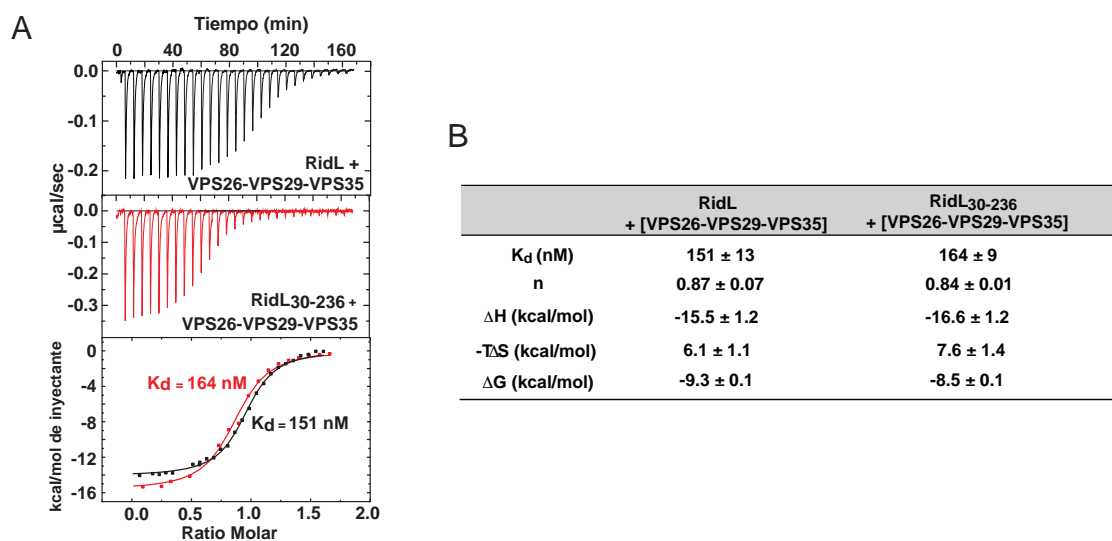 A
Tiempo (min)
0 40 80 120 160
0.0
-0.1
-0.2
RidL +
VPS26-VPS29-VPS35
µcal/sec
0.0
-0.1
-0.2
-0.3
RidL30-236 +
VPS26-VPS29-VPS35
0
-4
-8
-12
-16
kcal/mol de inyectante
Kd = 164 nM
Kd = 151 nM
0.0 0.5 1.0 1.5 2.0
Ratio Molar
B
RidL RidL30-236
+ [VPS26-VPS29-VPS35] + [VPS26-VPS29-VPS35]
Kd (nM) 151 ± 13 164 ± 9
n 0.87 ± 0.07 0.84 ± 0.01
ΔH (kcal/mol) -15.5 ± 1.2 -16.6 ± 1.2
-TΔS (kcal/mol) 6.1 ± 1.1 7.6 ± 1.4
ΔG (kcal/mol) -9.3 ± 0.1 -8.5 ± 0.1